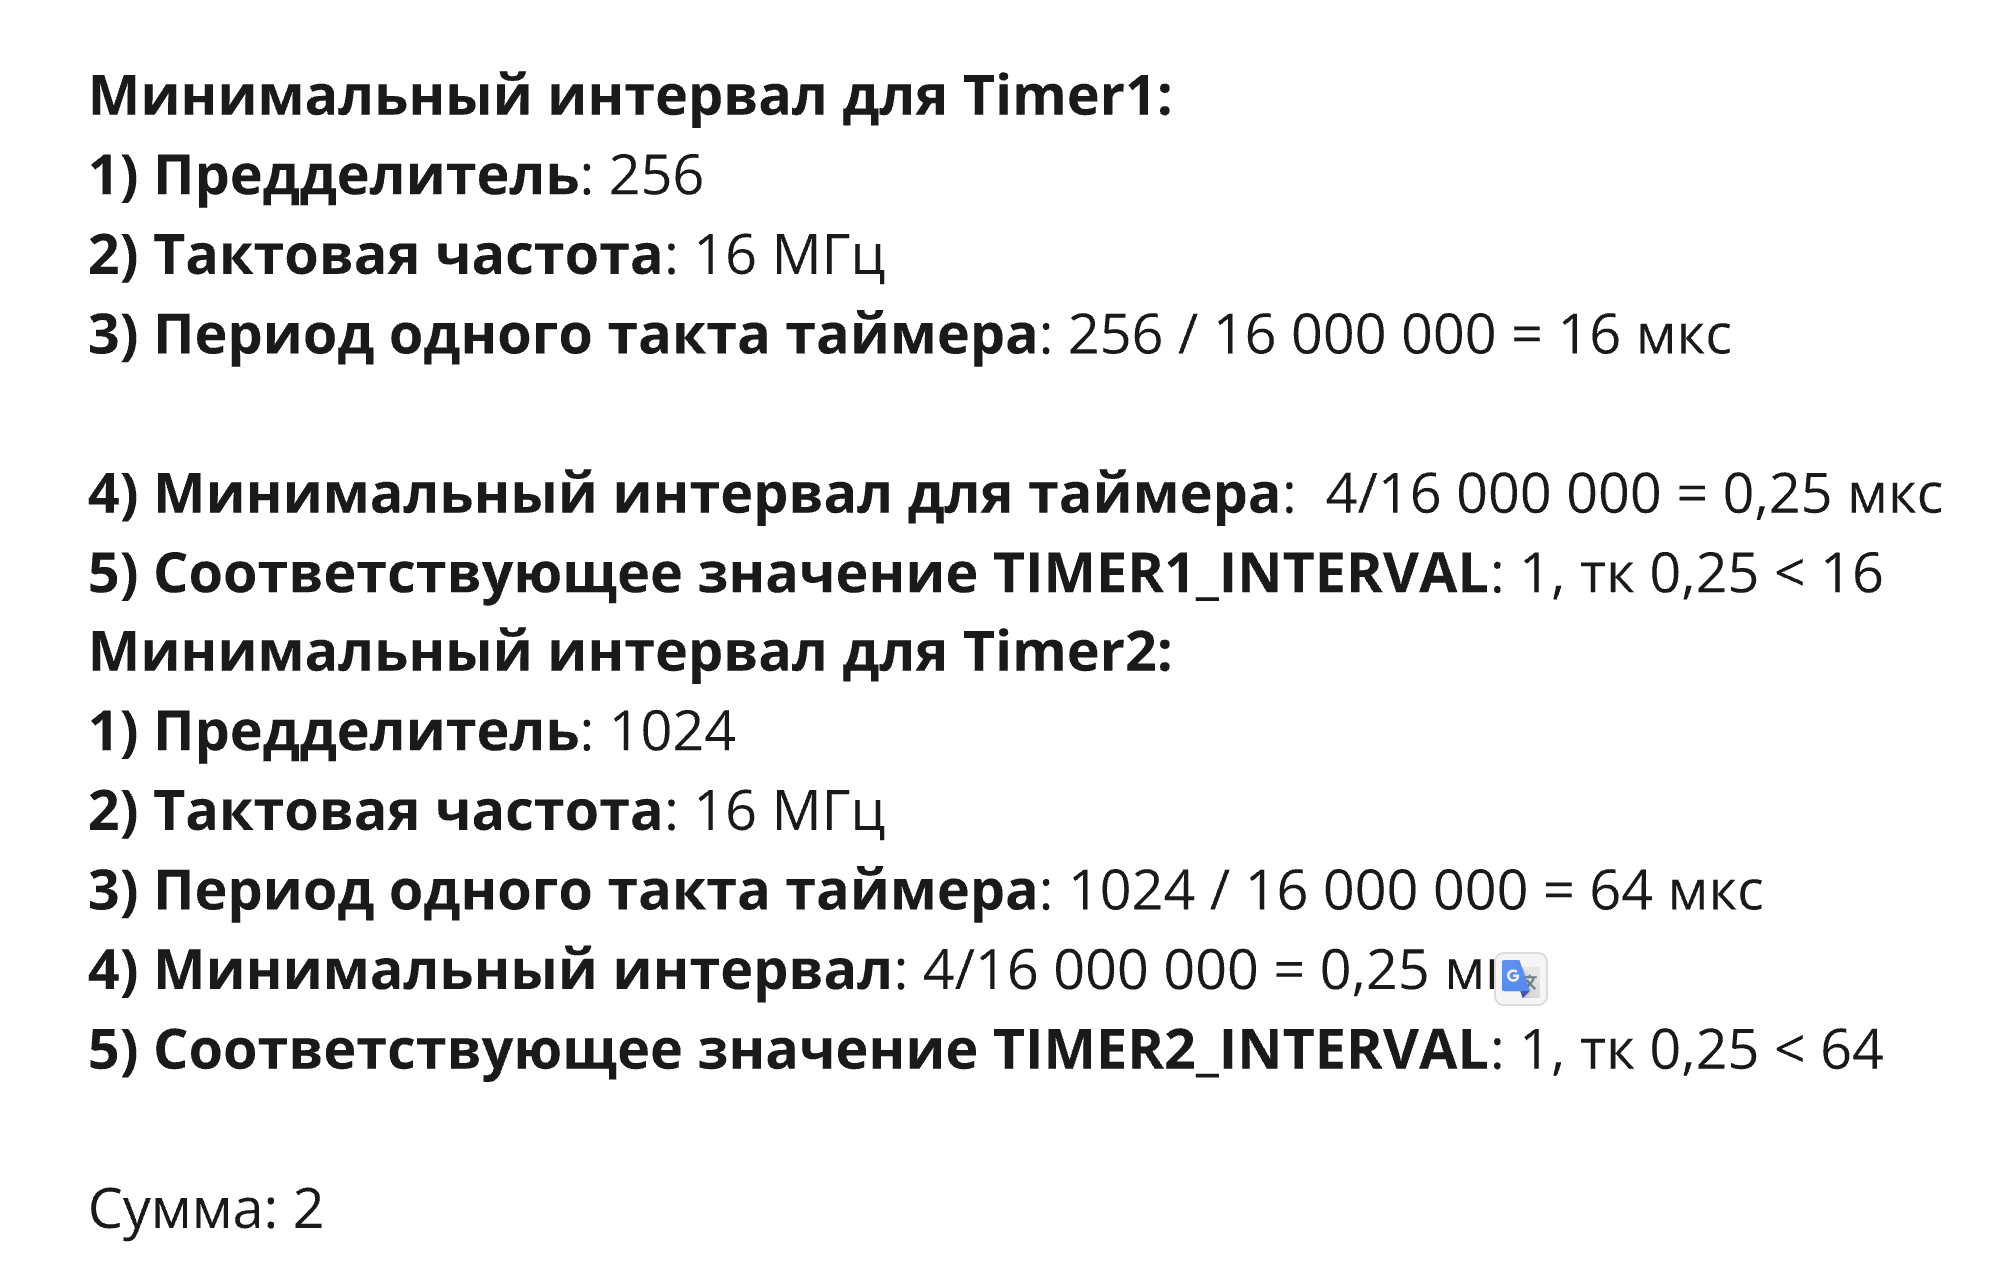 Минимальный интервал для Timer1:
1) Предделитель: 256
2) Тактовая частота: 16 МГц
3) Период одного такта таймера: 256 / 16 000 000 = 16 мкс
4) Минимальный интервал для таймера: 4/16 000 000 = 0,25 мкс
5) Соответствующее значение TIMER1_INTERVAL: 1, тк 0,25 < 16
Минимальный интервал для Timer2:
1) Предделитель: 1024
2) Тактовая частота: 16 МГц
3) Период одного такта таймера: 1024 / 16 000 000 = 64 мкс
4) Минимальный интервал: 4/16 000 000 = 0,25
5) Соответствующее значение TIMER2_INTERVAL: 1, тк 0,25 < 64
Сумма: 2